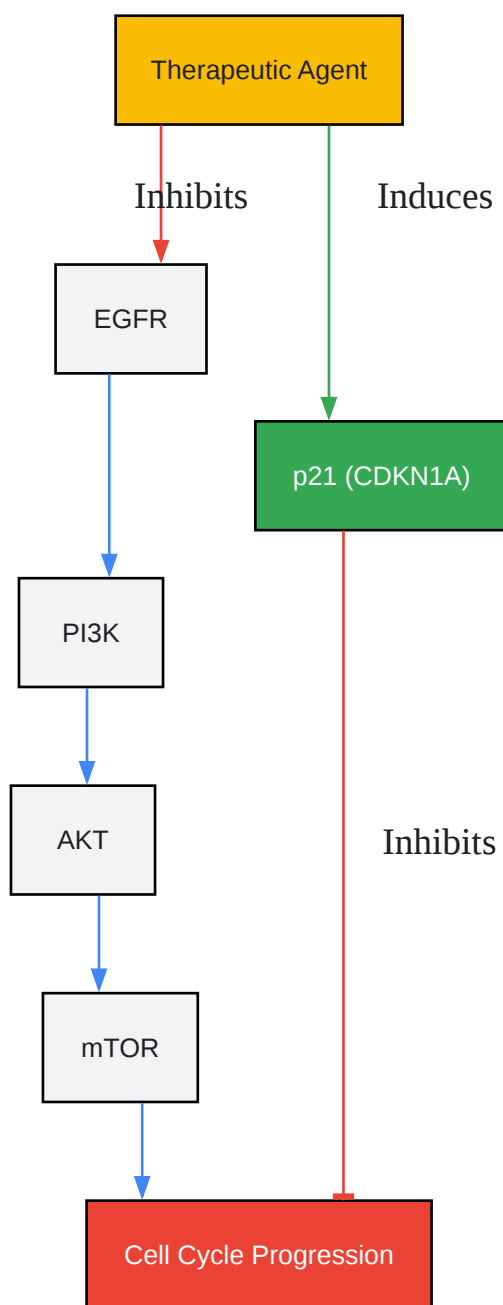 Therapeutic Agent
Inhibits
Induces
EGFR
p21 (CDKN1A)
PI3K
AKT
Inhibits
mTOR
Cell Cycle Progression